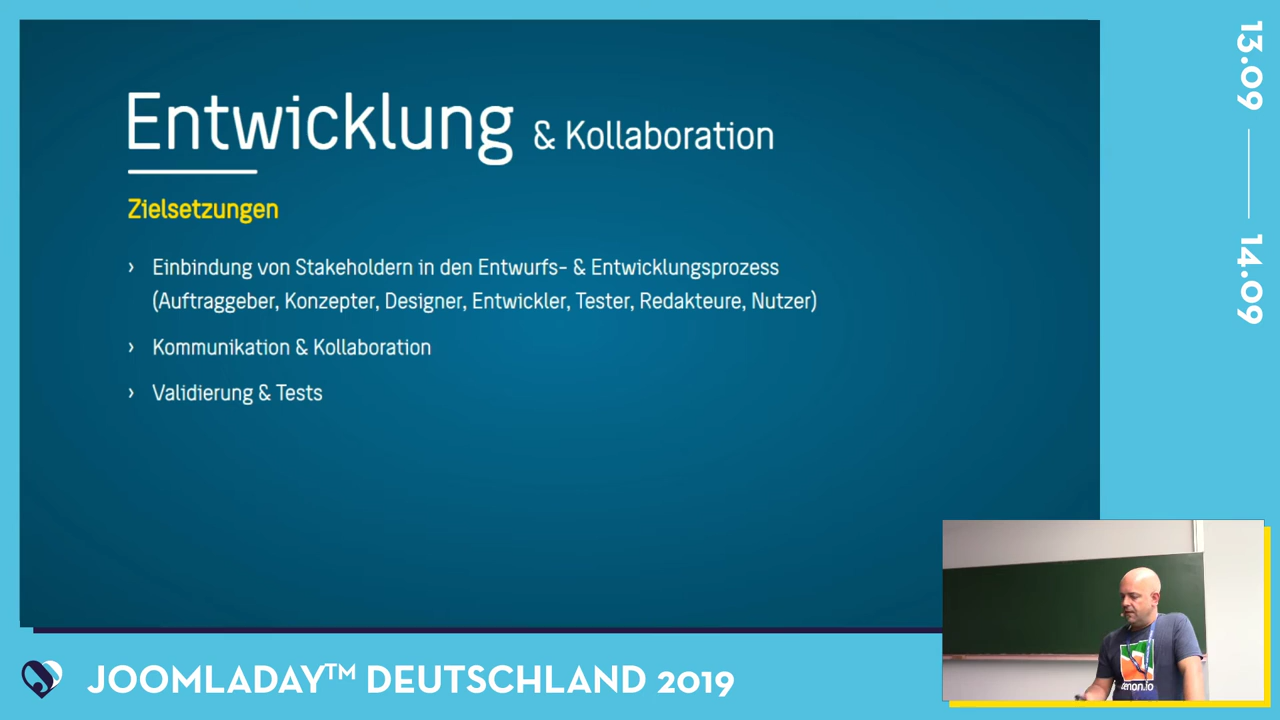 Entwicklung & Kollaboration
Zielsetzungen
› Einbindung von Stakeholdern in den Entwurfs- & Entwicklungsprozess
(Auftraggeber, Konzepter, Designer, Entwickler, Tester, Redakteure, Nutzer)
› Kommunikation & Kollaboration
› Validierung & Tests
13.09
14.09
JOOMLADAY™ DEUTSCHLAND 2019